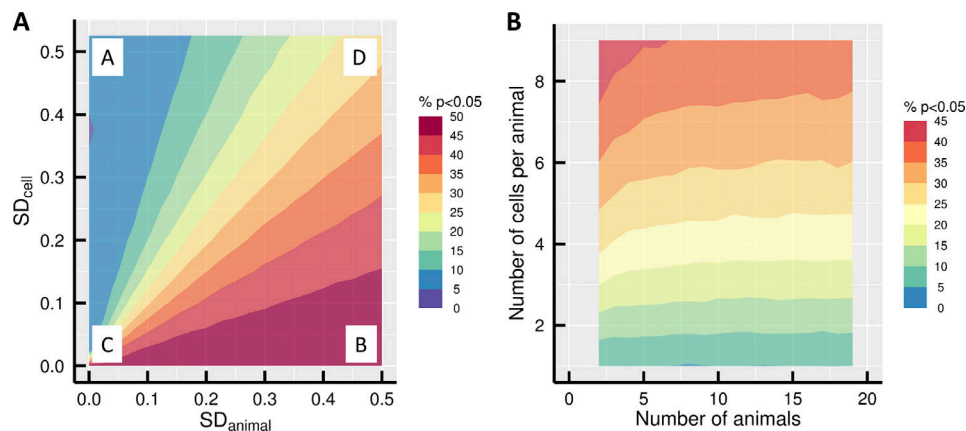 A
0.5
0.4
0.3
0.2
0.1
0.0
SDcell
A
D
C
B
0.0 0.1 0.2 0.3 0.4 0.5
SDanimal
% p<0.05
50
45
40
35
30
25
20
15
10
5
0
B
8
6
4
2
Number of cells per animal
0 5 10 15 20
Number of animals
% p<0.05
45
40
35
30
25
20
15
10
5
0